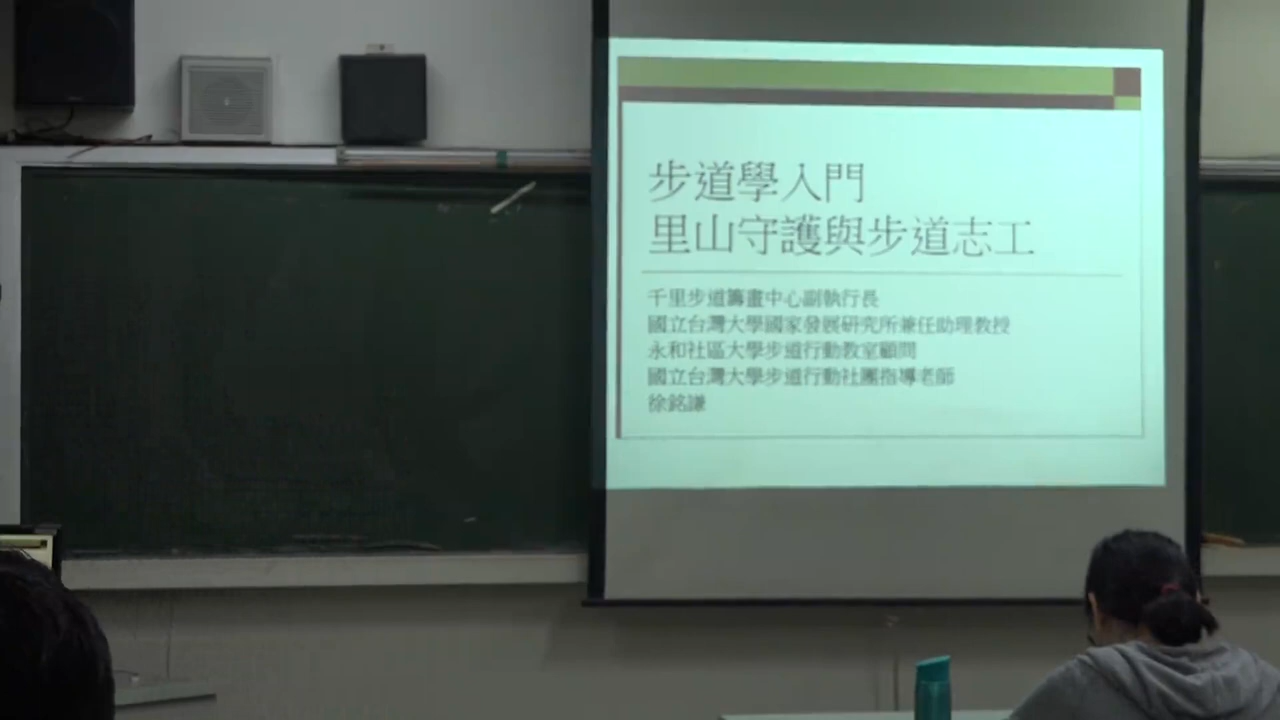 步道學入門
里山守護與步道志工
千里步道籌畫中心副執行長
國立台灣大學國家發展研究所兼任助理教授
永和社區大學步道行動教室顧問
國立台灣大學步道行動社團指導老師
徐銘謙